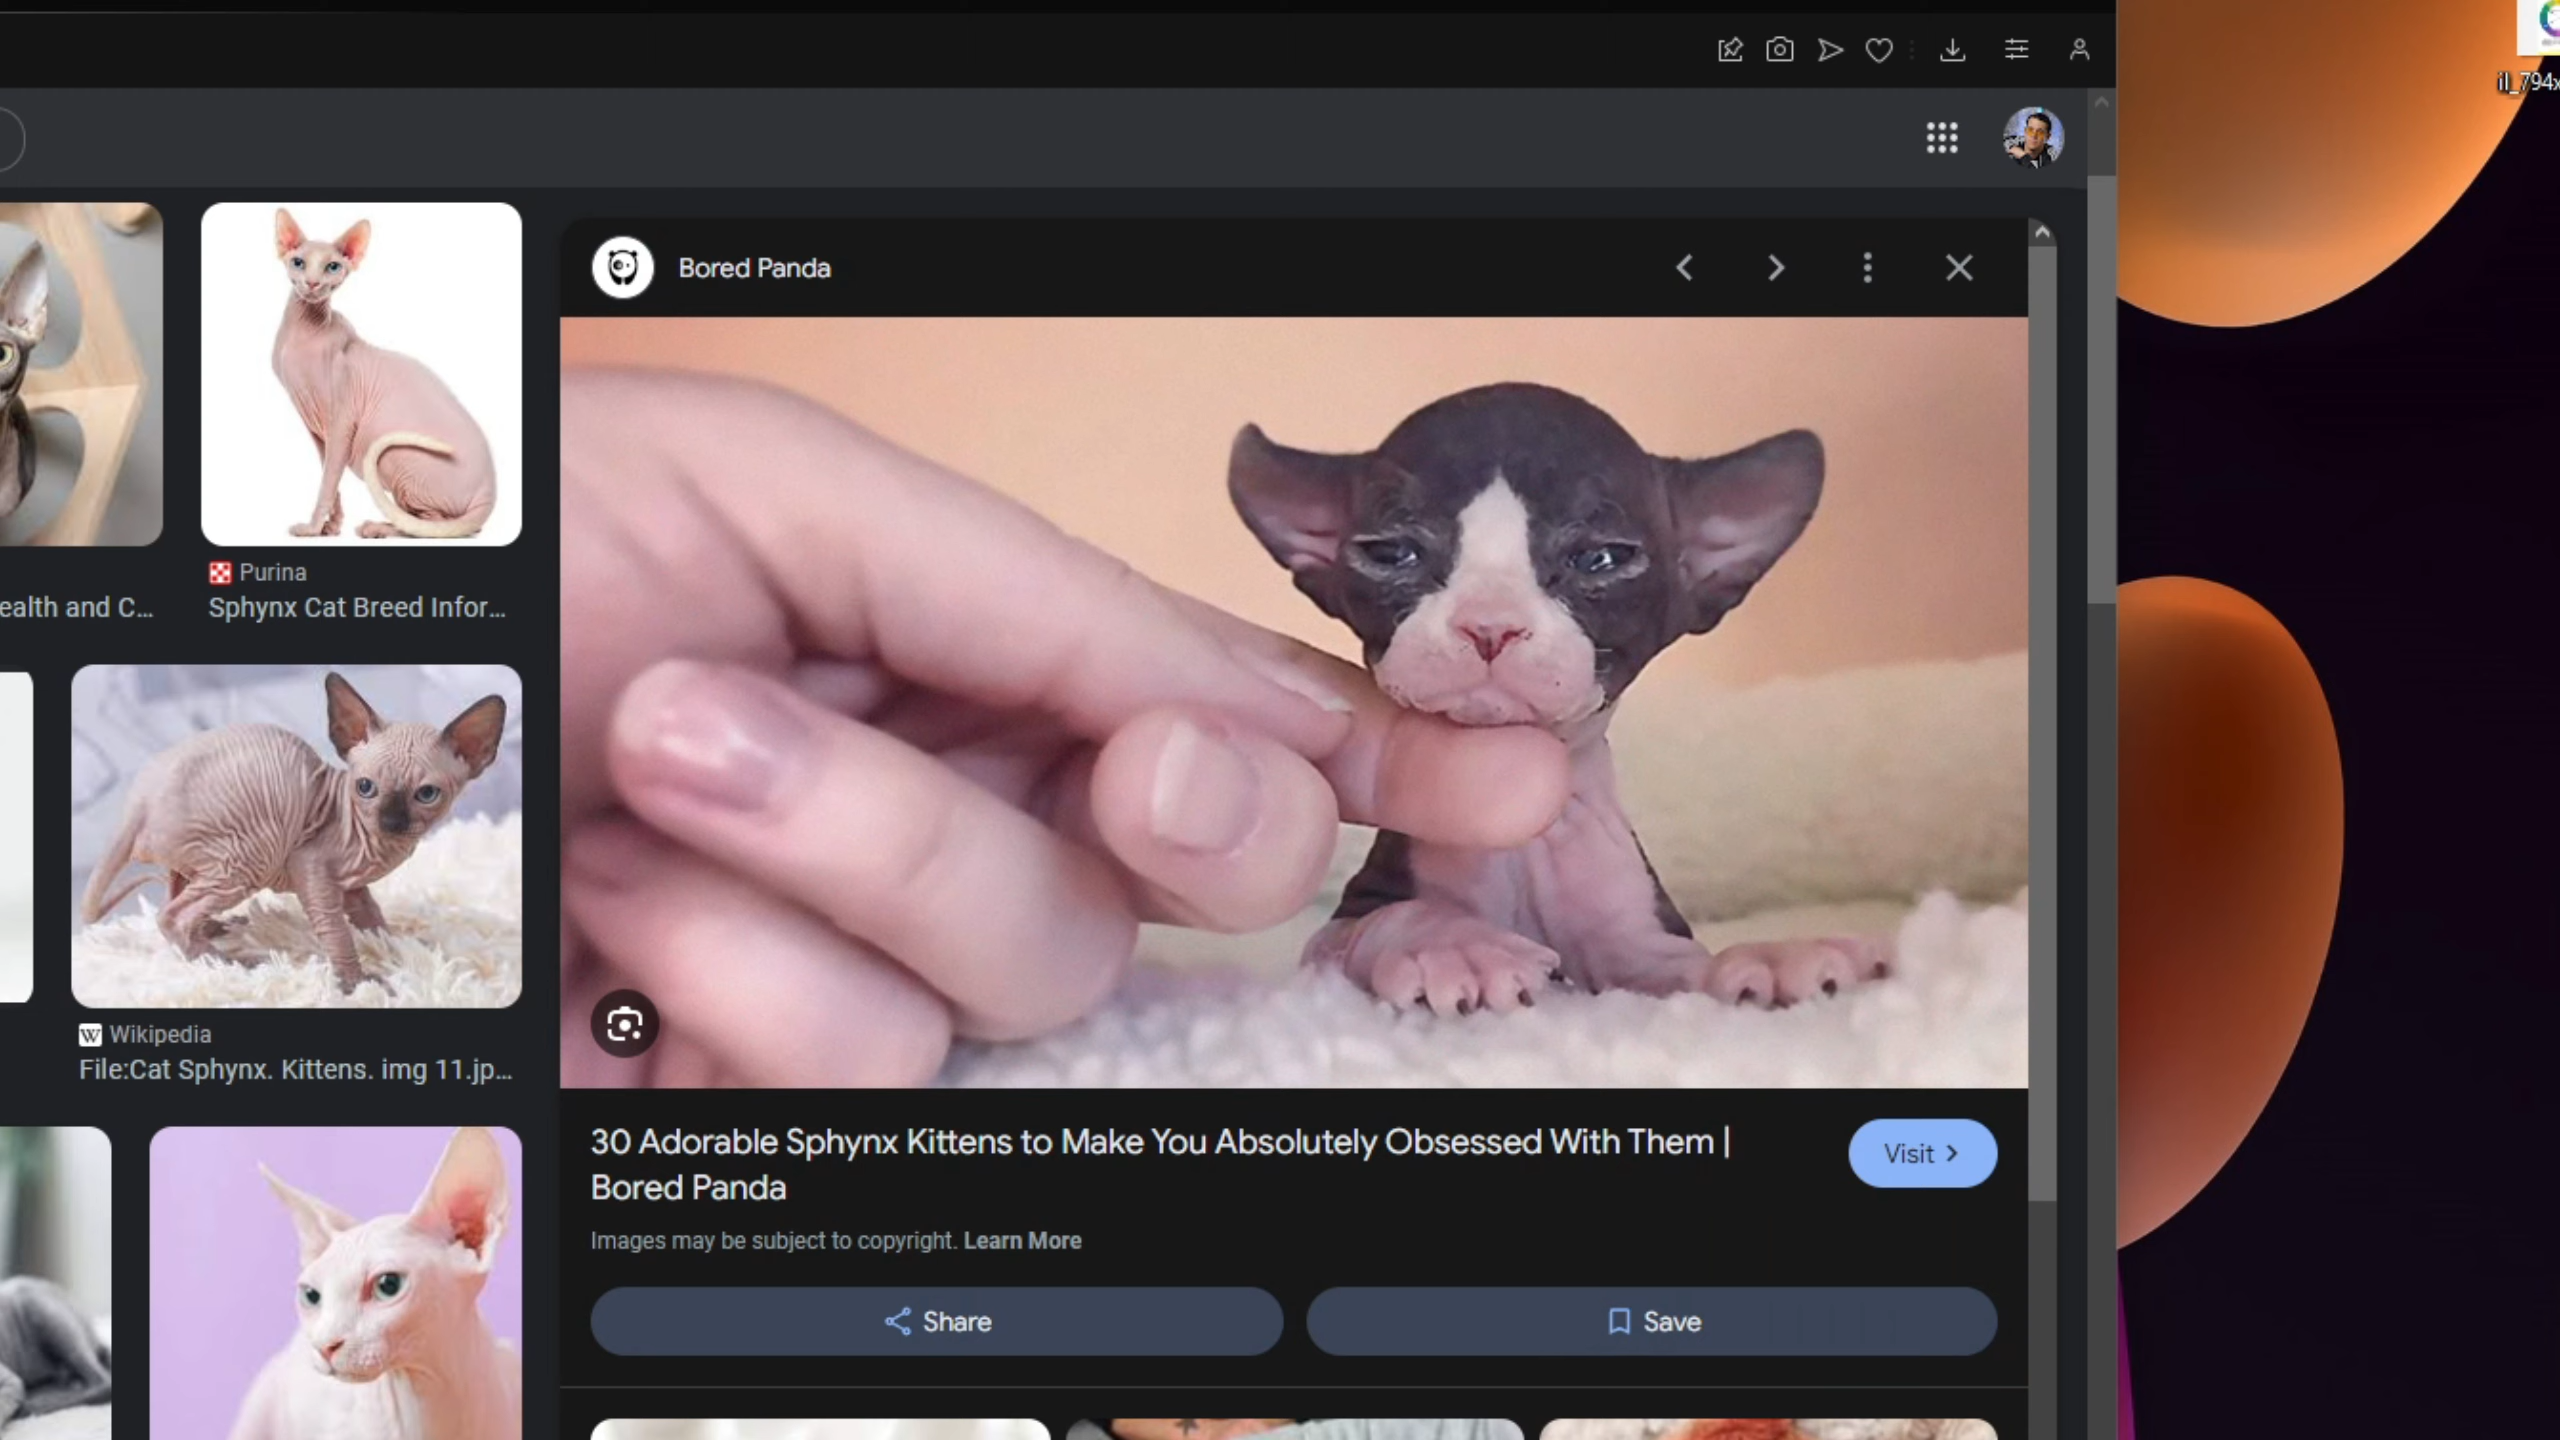 il_794x
Bored Panda
Purina
ealth and C...
Sphynx Cat Breed Infor...
Wikipedia
File:Cat Sphynx. Kittens. img 11.jp...
30 Adorable Sphynx Kittens to Make You Absolutely Obsessed With Them |
Bored Panda
Visit
Images may be subject to copyright. Learn More
Share
Save